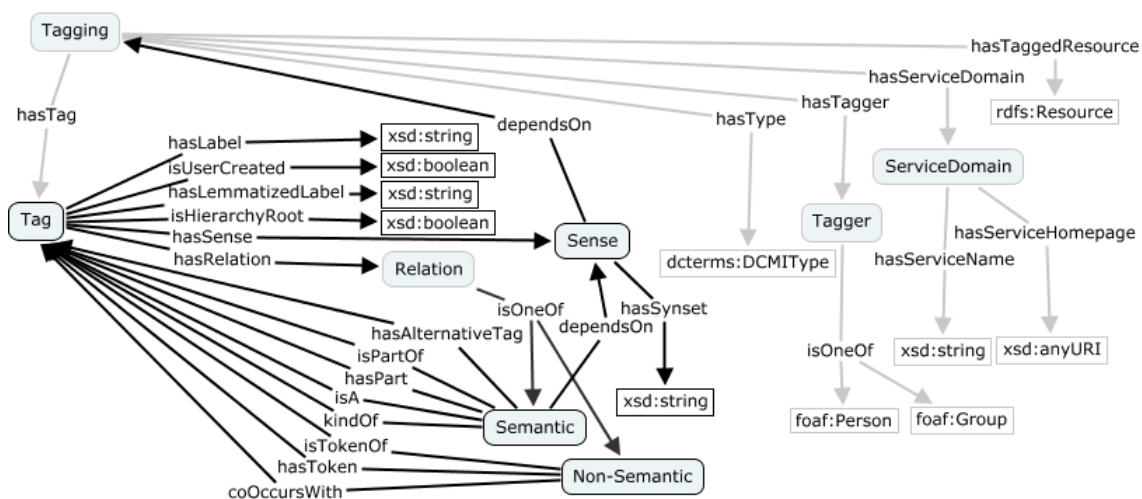 Tagging
hasTaggedResource
hasServiceDomain
rdfs:Resource
hasTagger
hasTag
hasType
dependsOn
hasLabel
xsd:string
isUserCreated
xsd:boolean
ServiceDomain
hasLemmatizedLabel
xsd:string
isHierarchyRoot
xsd:boolean
Tag
Tagger
hasSense
Sense
hasServiceHomepage
hasRelation
Relation
dcterms:DCMIType
hasServiceName
isOneOf
hasSynset
hasAlternativeTag
dependsOn
isPartOf
isOneOf
xsd:string
xsd:anyURI
hasPart
isA
xsd:string
kindOf
Semantic
foaf:Person
foaf:Group
isTokenOf
hasToken
Non-Semantic
coOccursWith